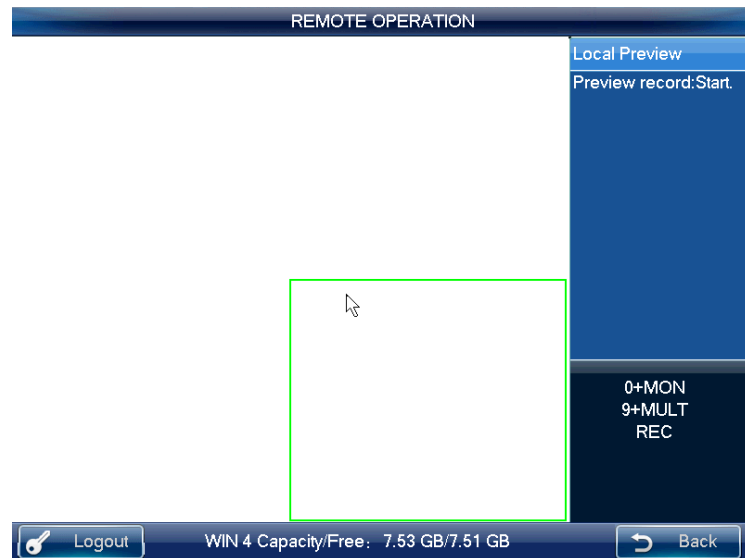 REMOTE OPERATION
Local Preview
Preview record:Start.
0+MON
9+MULT
REC
Logout
WIN 4 Capacity/Free：7.53 GB/7.51 GB
Back